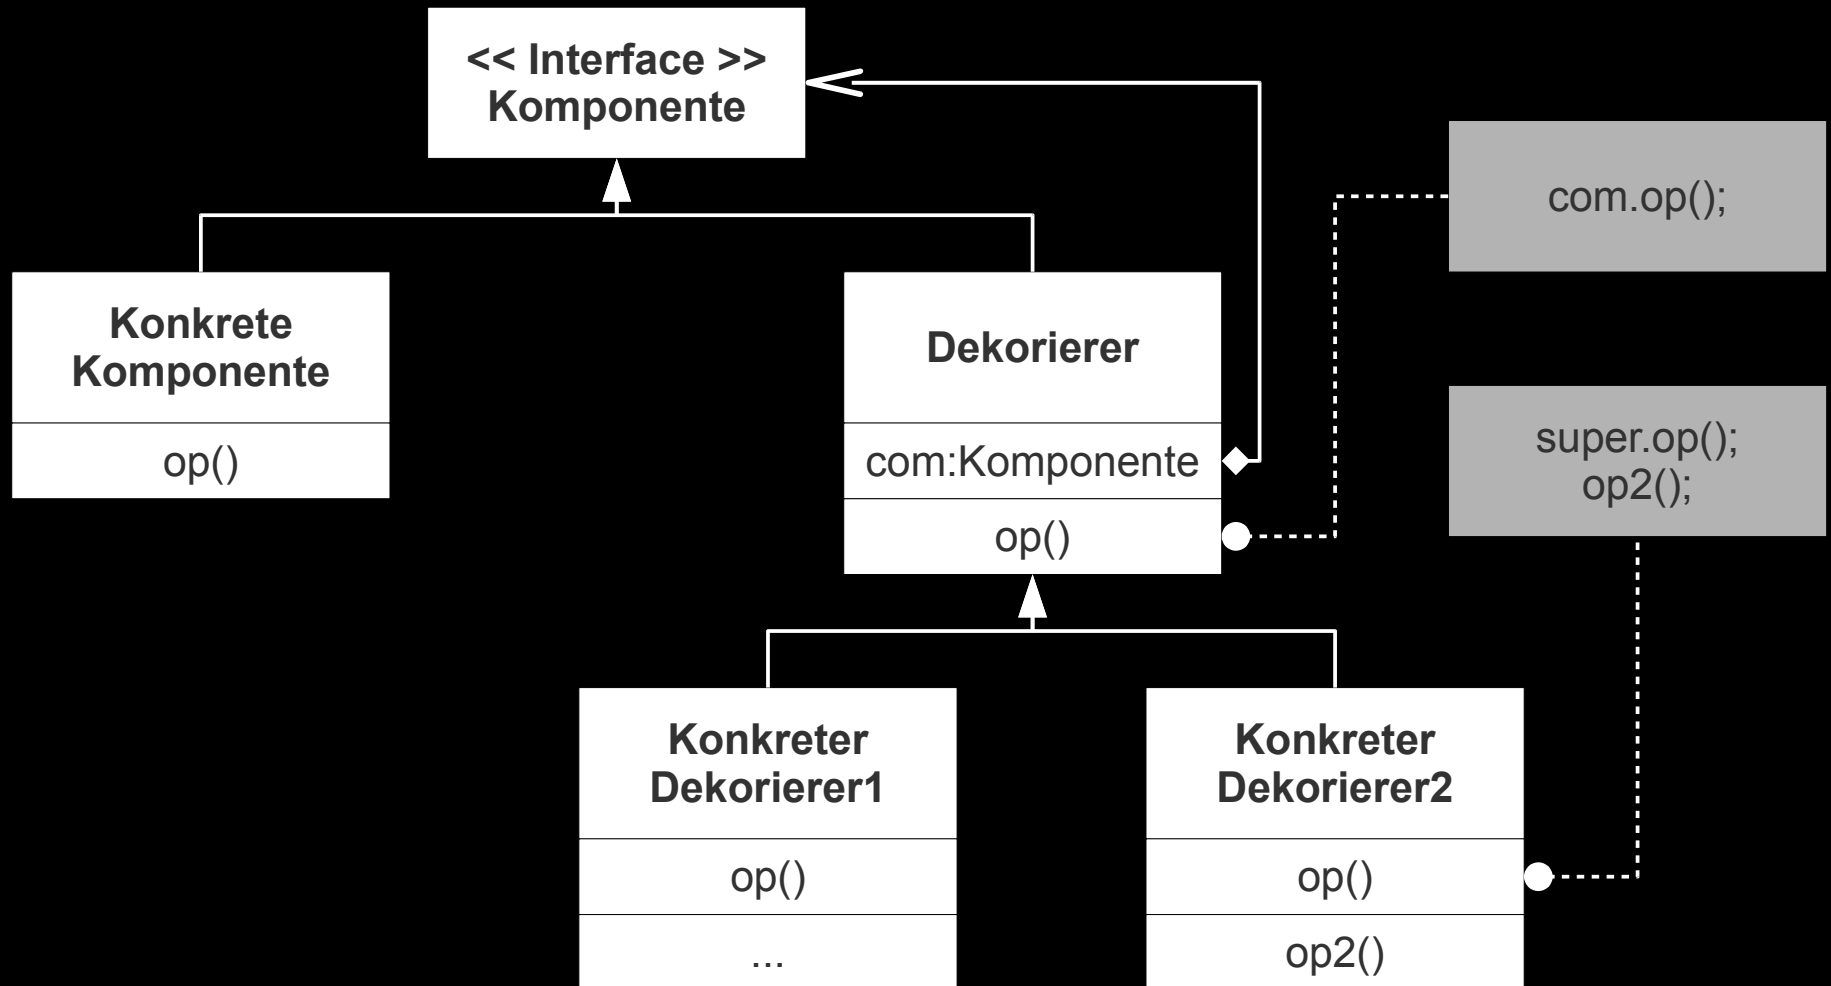 << Interface >>
Komponente
com.op();
Konkrete
Komponente
op()
Dekorierer
com:Komponente
op()
super.op();
op2();
Konkreter
Dekorierer1
op()
...
Konkreter
Dekorierer2
op()
op2()